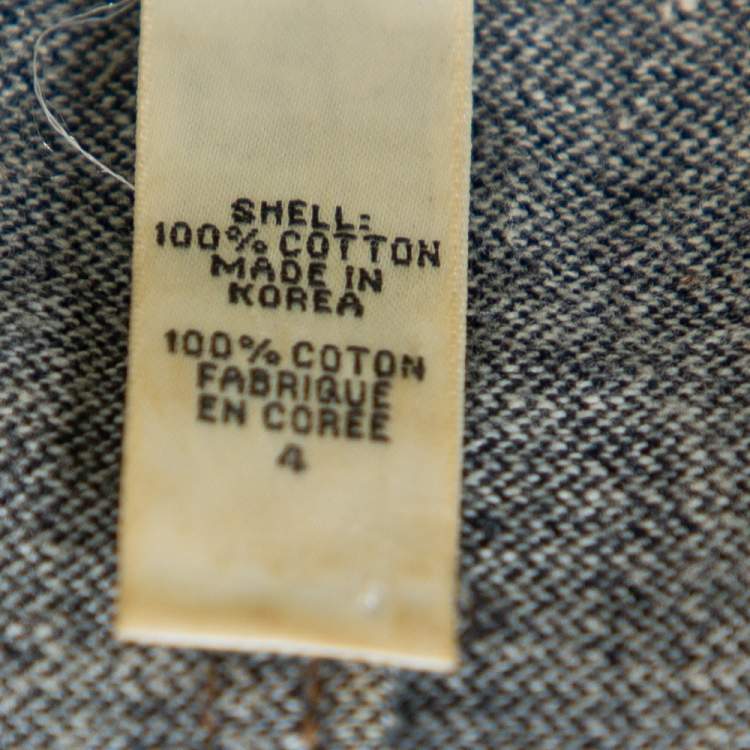 SHELL:
100% COTTON
MADE IN
KOREA
100% COTON
FABRIQUE
EN COREE
4